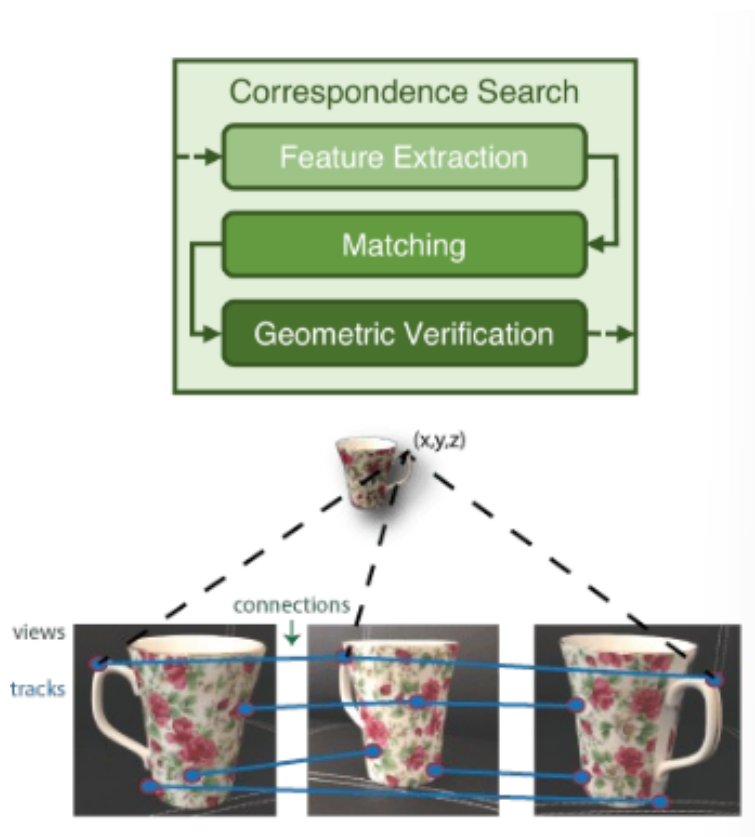 Correspondence Search
Feature Extraction
Matching
Geometric Verification
(x,y,z)
connections
views
tracks